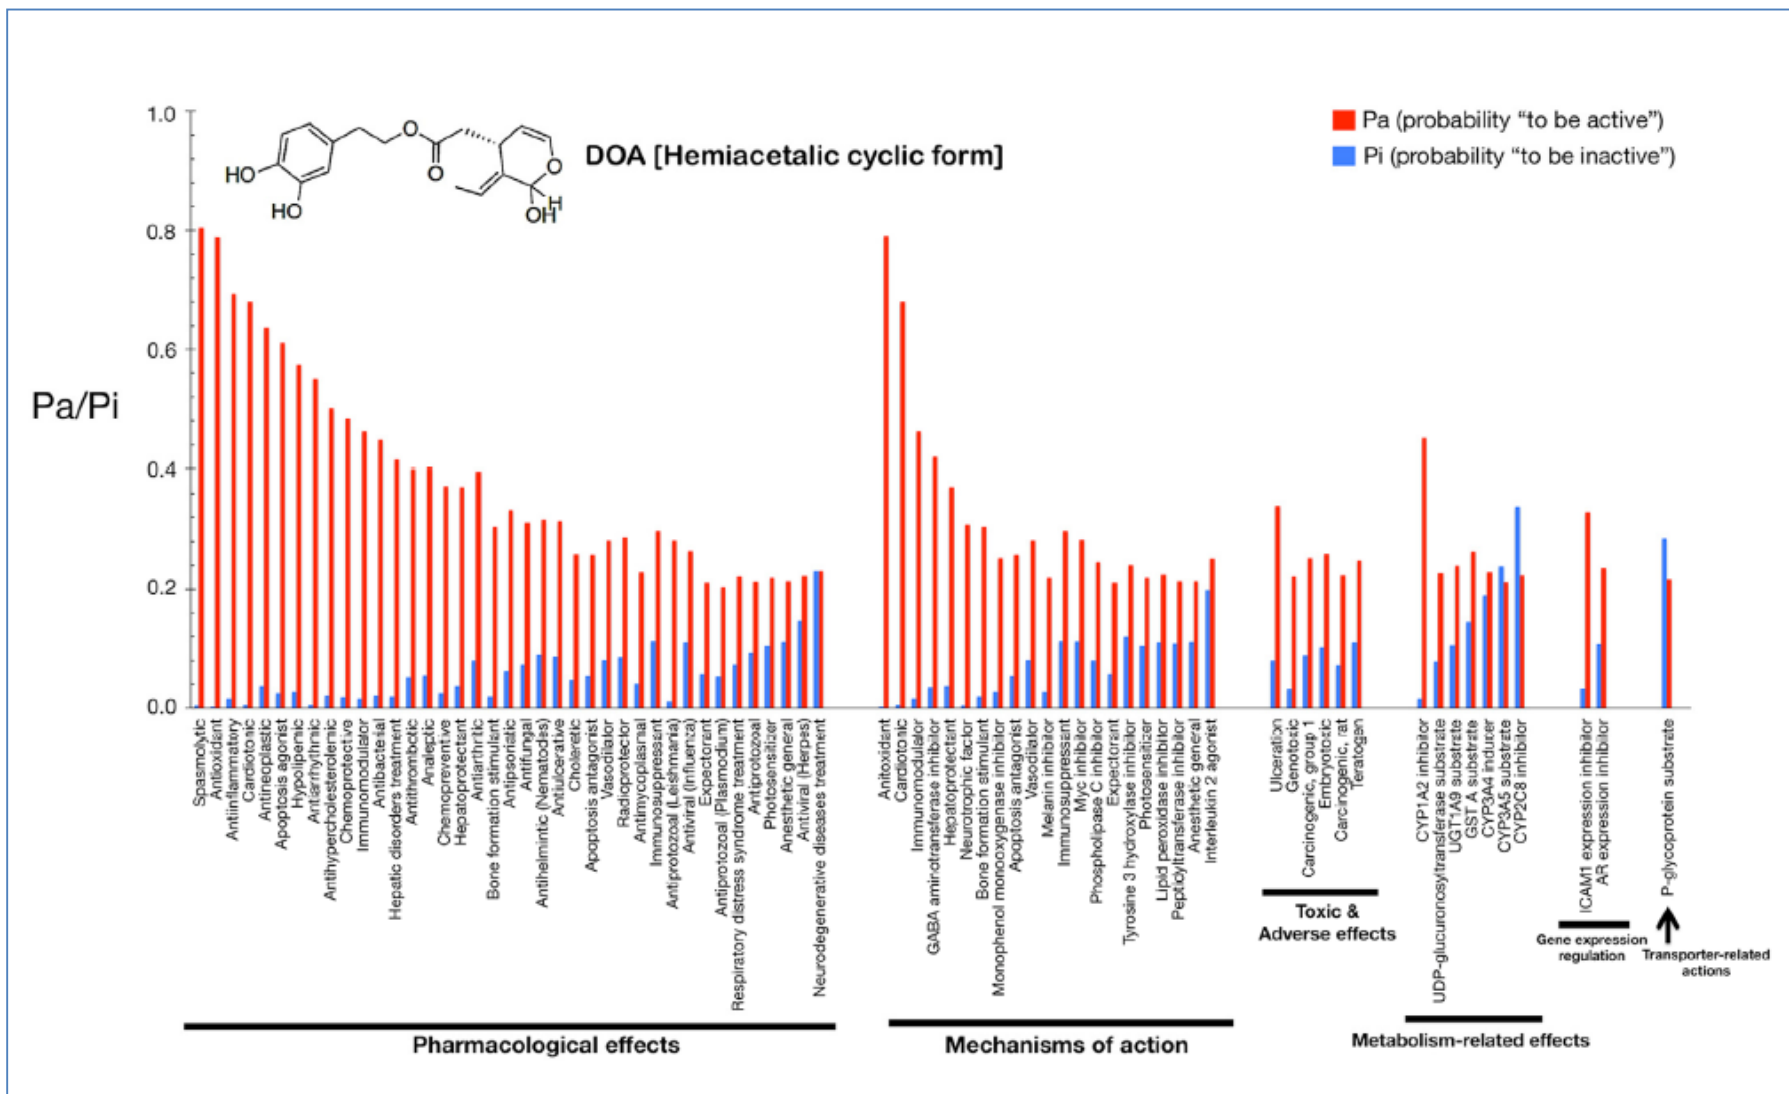 1.0
0.8
0.6
0.4
0.2
0.0
Pa/Pi
HO
HO
O
O
O
H
OH
DOA [Hemiacetalic cyclic form]
Pa (probability “to be active”)
Pi (probability “to be inactive”)
Spasmolytic
Antioxidant
Antiinflammatory
Cardiotonic
Antineoplastic
Apoptosis agonist
Hypolipemic
Antiarrhythmic
Antihypercholesterolemic
Chemoprotective
Immunomodulator
Antibacterial
Hepatic disorders treatment
Antithrombotic
Analeptic
Chemopreventive
Hepatoprotectant
Antiarthritic
Bone formation stimulant
Antipsoriatic
Antifungal
Antihelmintic (Nematodes)
Antiulcerative
Choleretic
Apoptosis antagonist
Vasodilator
Radioprotector
Antimycoplasmal
Immunosuppressant
Antiprotozoal (Leishmania)
Antiviral (Influenza)
Expectorant
Antiprotozoal (Plasmodium)
Respiratory distress syndrome treatment
Antiprotozoal
Photosensitizer
Anesthetic general
Antiviral (Herpes)
Neurodegenerative diseases treatment
Pharmacological effects
Anitoxidant
Cardiotonic
Immunomodulator
GABA aminotransferase inhibitor
Hepatoprotectant
Neurotrophic factor
Bone formation stimulant
Monophenol monooxygenase inhibitor
Apoptosis antagonist
Vasodilator
Melanin inhibitor
Immunosuppressant
Myc inhibitor
Phospholipase C inhibitor
Expectorant
Tyrosine 3 hydroxylase inhibitor
Photosensitizer
Lipid peroxidase inhibitor
Peptidyltransferase inhibitor
Anesthetic general
Interleukin 2 agonist
Mechanisms of action
Ulceration
Genotoxic
Carcinogenic, group 1
Embryotoxic
Carcinogenic, rat
Teratogen
Toxic &
Adverse effects
CYP1A2 inhibitor
UDP-glucuronosyltransferase substrate
UGT1A9 substrate
GST A substrate
CYP3A4 inducer
CYP3A5 substrate
CYP2C8 inhibitor
Metabolism-related effects
ICAM1 expression inhibitor
AR expression inhibitor
Gene expression
regulation
P-glycoprotein substrate
Transporter-related
actions